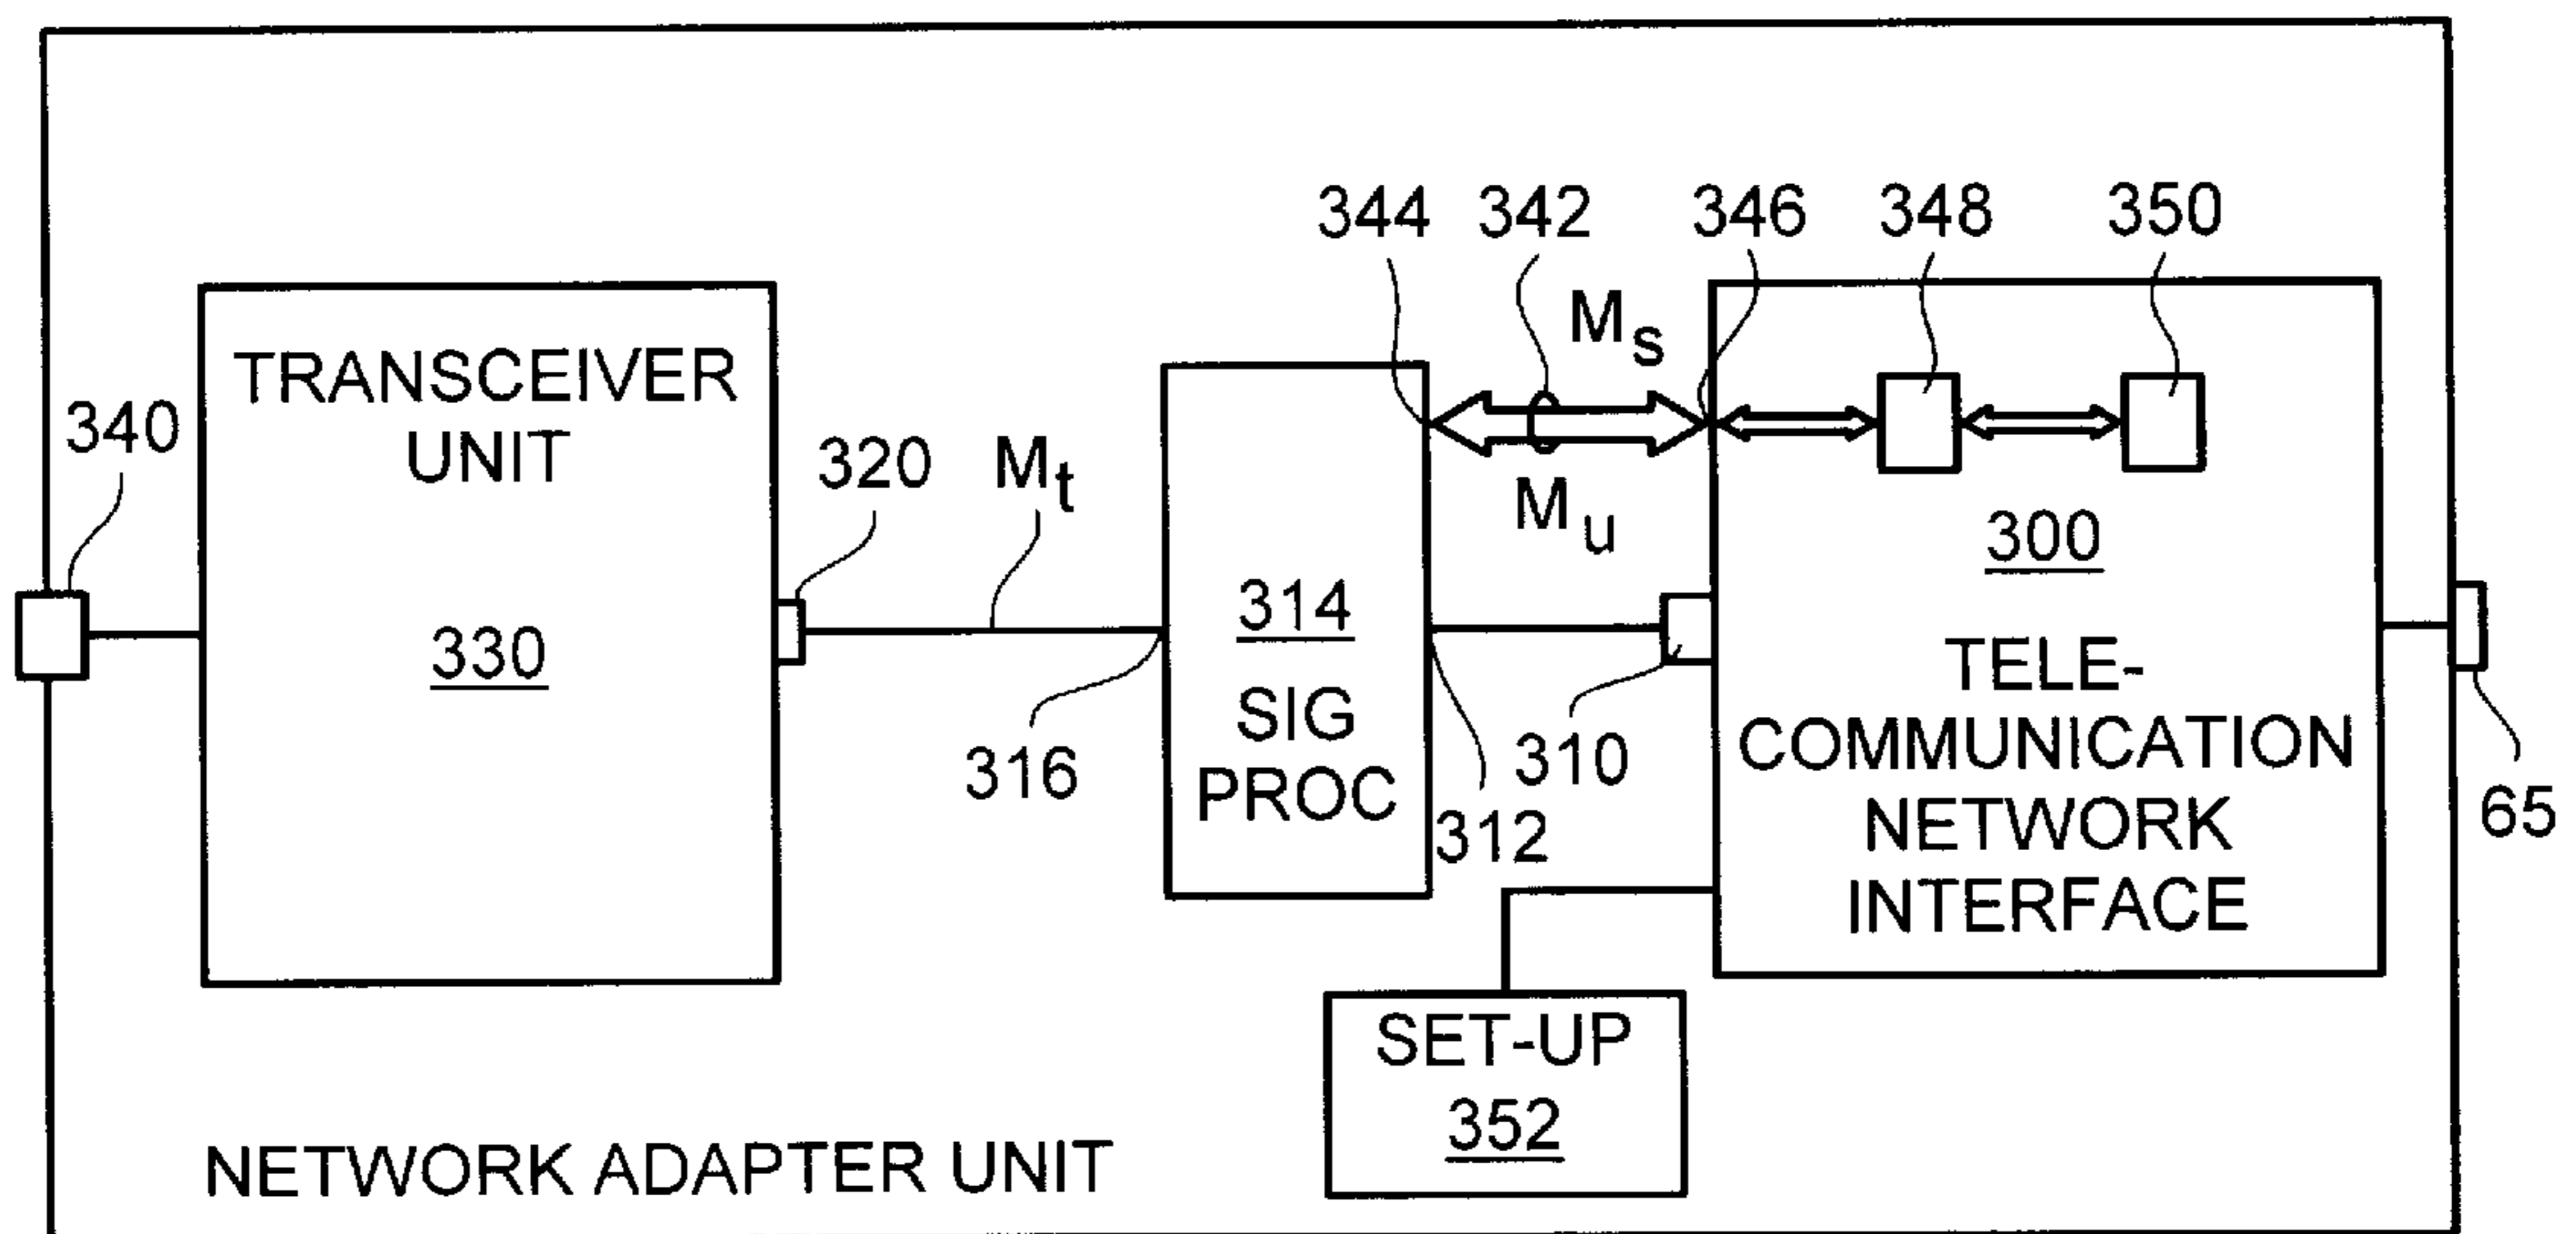 344 342 346 348 350
Ms
TRANSCEIVER
UNIT
340
320
Mt
Mu
300
314
330
TELE-
COMMUNICATION
NETWORK
INTERFACE
SIG
PROC
316
310
312
65
SET-UP
352
NETWORK ADAPTER UNIT